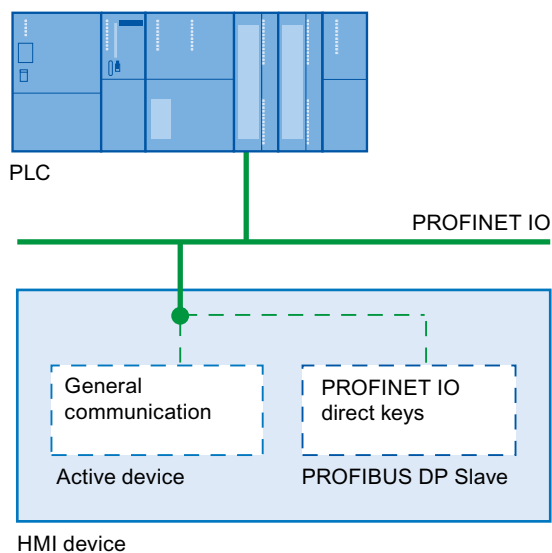 PLC
PROFINET IO
General
communication
PROFINET IO
direct keys
Active device
PROFIBUS DP Slave
HMI device